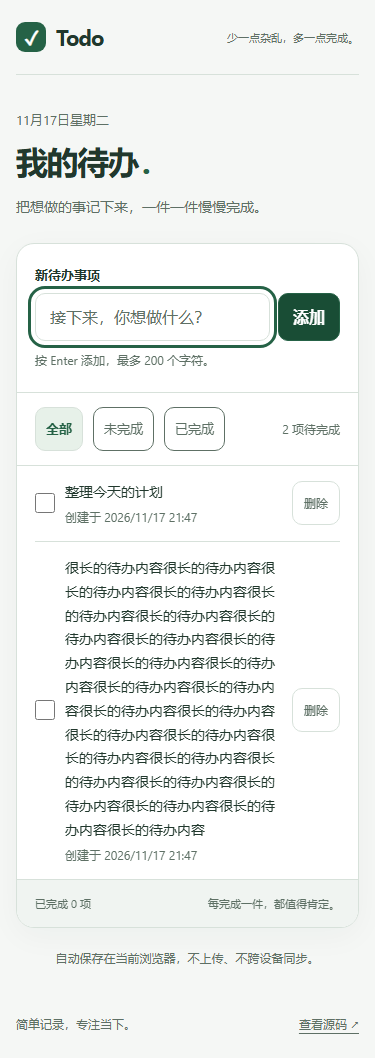 Todo
少一点杂乱，多一点完成。
11月17日星期二
我的待办.
把想做的事记下来，一件一件慢慢完成。
新待办事项
接下来，你想做什么？
添加
按 Enter 添加，最多 200 个字符。
全部
未完成
已完成
2 项待完成
整理今天的计划
创建于 2026/11/17 21:47
删除
很长的待办内容很长的待办内容很
长的待办内容很长的待办内容很长
的待办内容很长的待办内容很长的
待办内容很长的待办内容很长的待
办内容很长的待办内容很长的待办
内容很长的待办内容很长的待办内
容很长的待办内容很长的待办内容
很长的待办内容很长的待办内容很
长的待办内容很长的待办内容很长
的待办内容很长的待办内容很长的
待办内容很长的待办内容很长的待
办内容很长的待办内容
创建于 2026/11/17 21:47
删除
已完成 0 项
每完成一件，都值得肯定。
自动保存在当前浏览器，不上传、不跨设备同步。
简单记录，专注当下。
查看源码 ↗